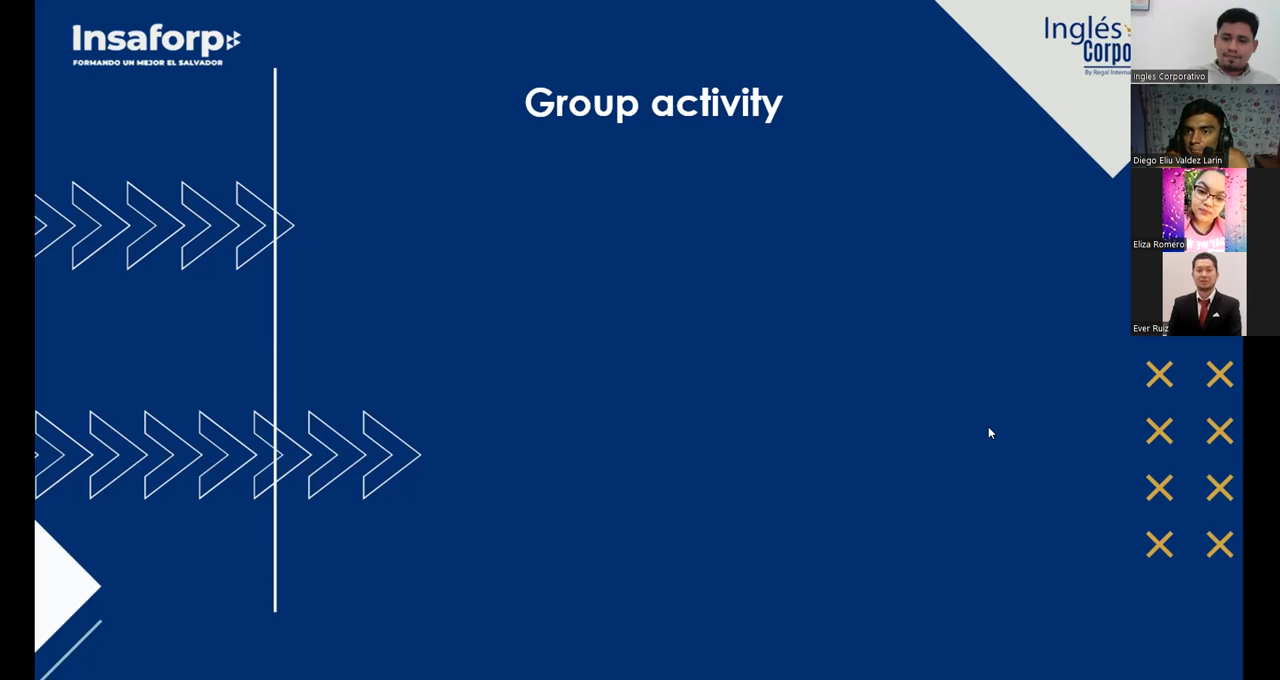 Insaforp
FORMANDO UN MEJOR EL SALVADOR
Group activity
Inglés
Corpo
By Regal Interna
Ingles Corporativo
Diego Eliu Valdez Larin
Eliza Romero
Ever Ruiz